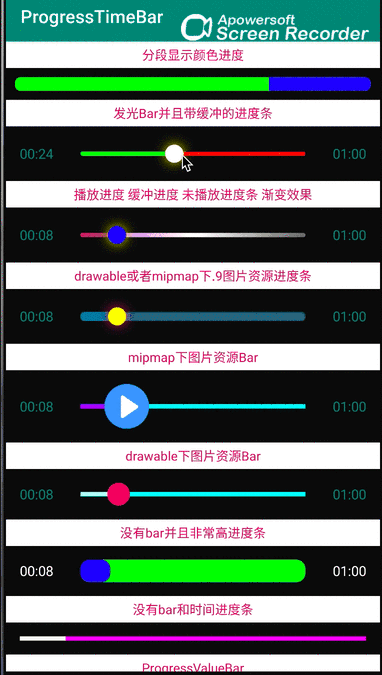 ProgressTimeBar
Apowersoft
Screen Recorder
分段显示颜色进度
发光Bar并且带缓冲的进度条
00:24 01:00
播放进度 缓冲进度 未播放进度条 渐变效果
00:08 01:00
drawable或者mipmap下.9图片资源进度条
00:08 01:00
mipmap下图片资源Bar
00:08 01:00
drawable下图片资源Bar
00:08 01:00
没有bar并且非常高进度条
00:08 01:00
没有bar和时间进度条
ProgressValueBar